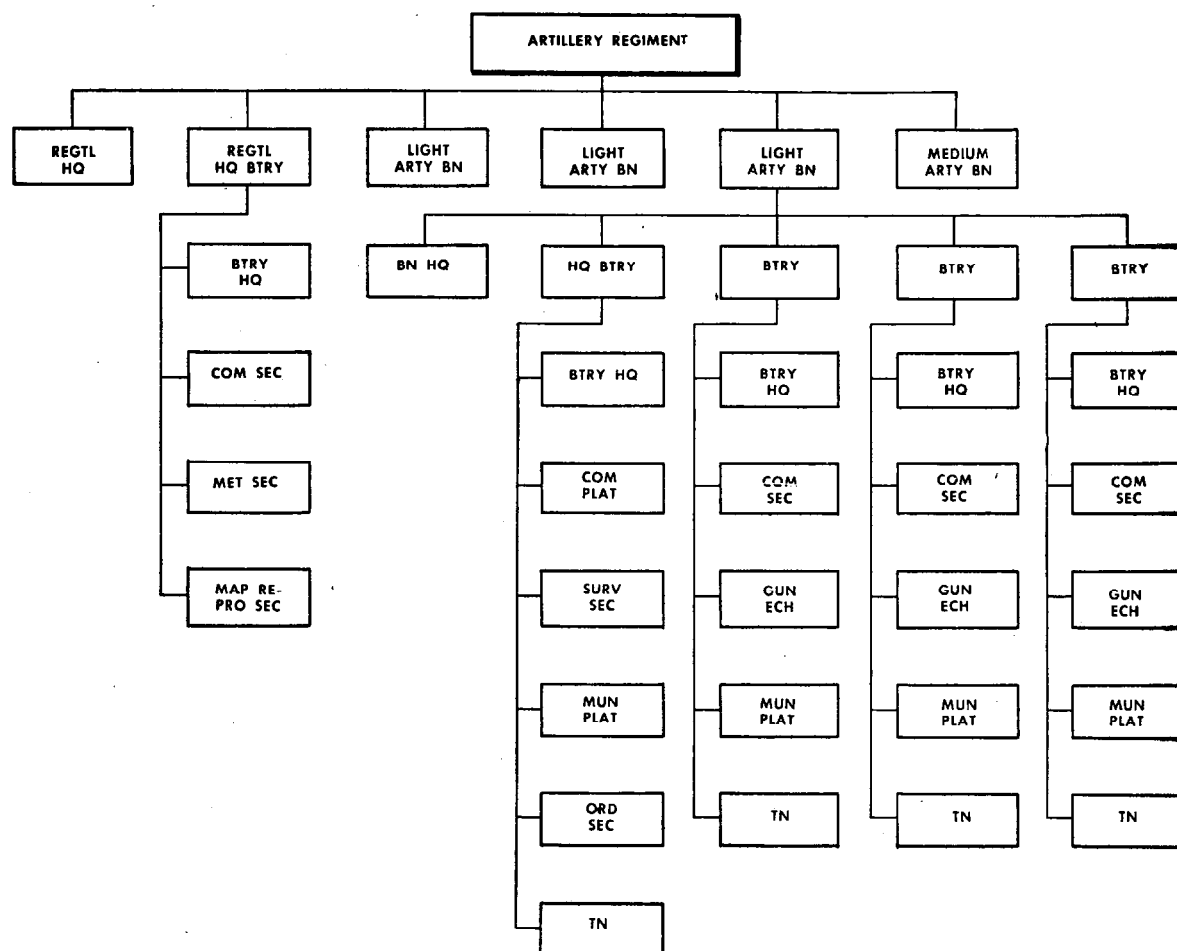 ARTILLERY REGIMENT
REGTL
HQ
REGTL
HQ BTRY
LIGHT
ARTY BN
LIGHT
ARTY BN
LIGHT
ARTY BN
MEDIUM
ARTY BN
BTRY
HQ
COM SEC
MET SEC
MAP RE-
PRO SEC
BN HQ
HQ BTRY
BTRY
BTRY
BTRY
BTRY HQ
COM
PLAT
SURV
SEC
MUN
PLAT
ORD
SEC
TN
BTRY
HQ
COM
SEC
GUN
ECH
MUN
PLAT
TN
BTRY
HQ
COM
SEC
GUN
ECH
MUN
PLAT
TN
BTRY
HQ
COM
SEC
GUN
ECH
MUN
PLAT
TN